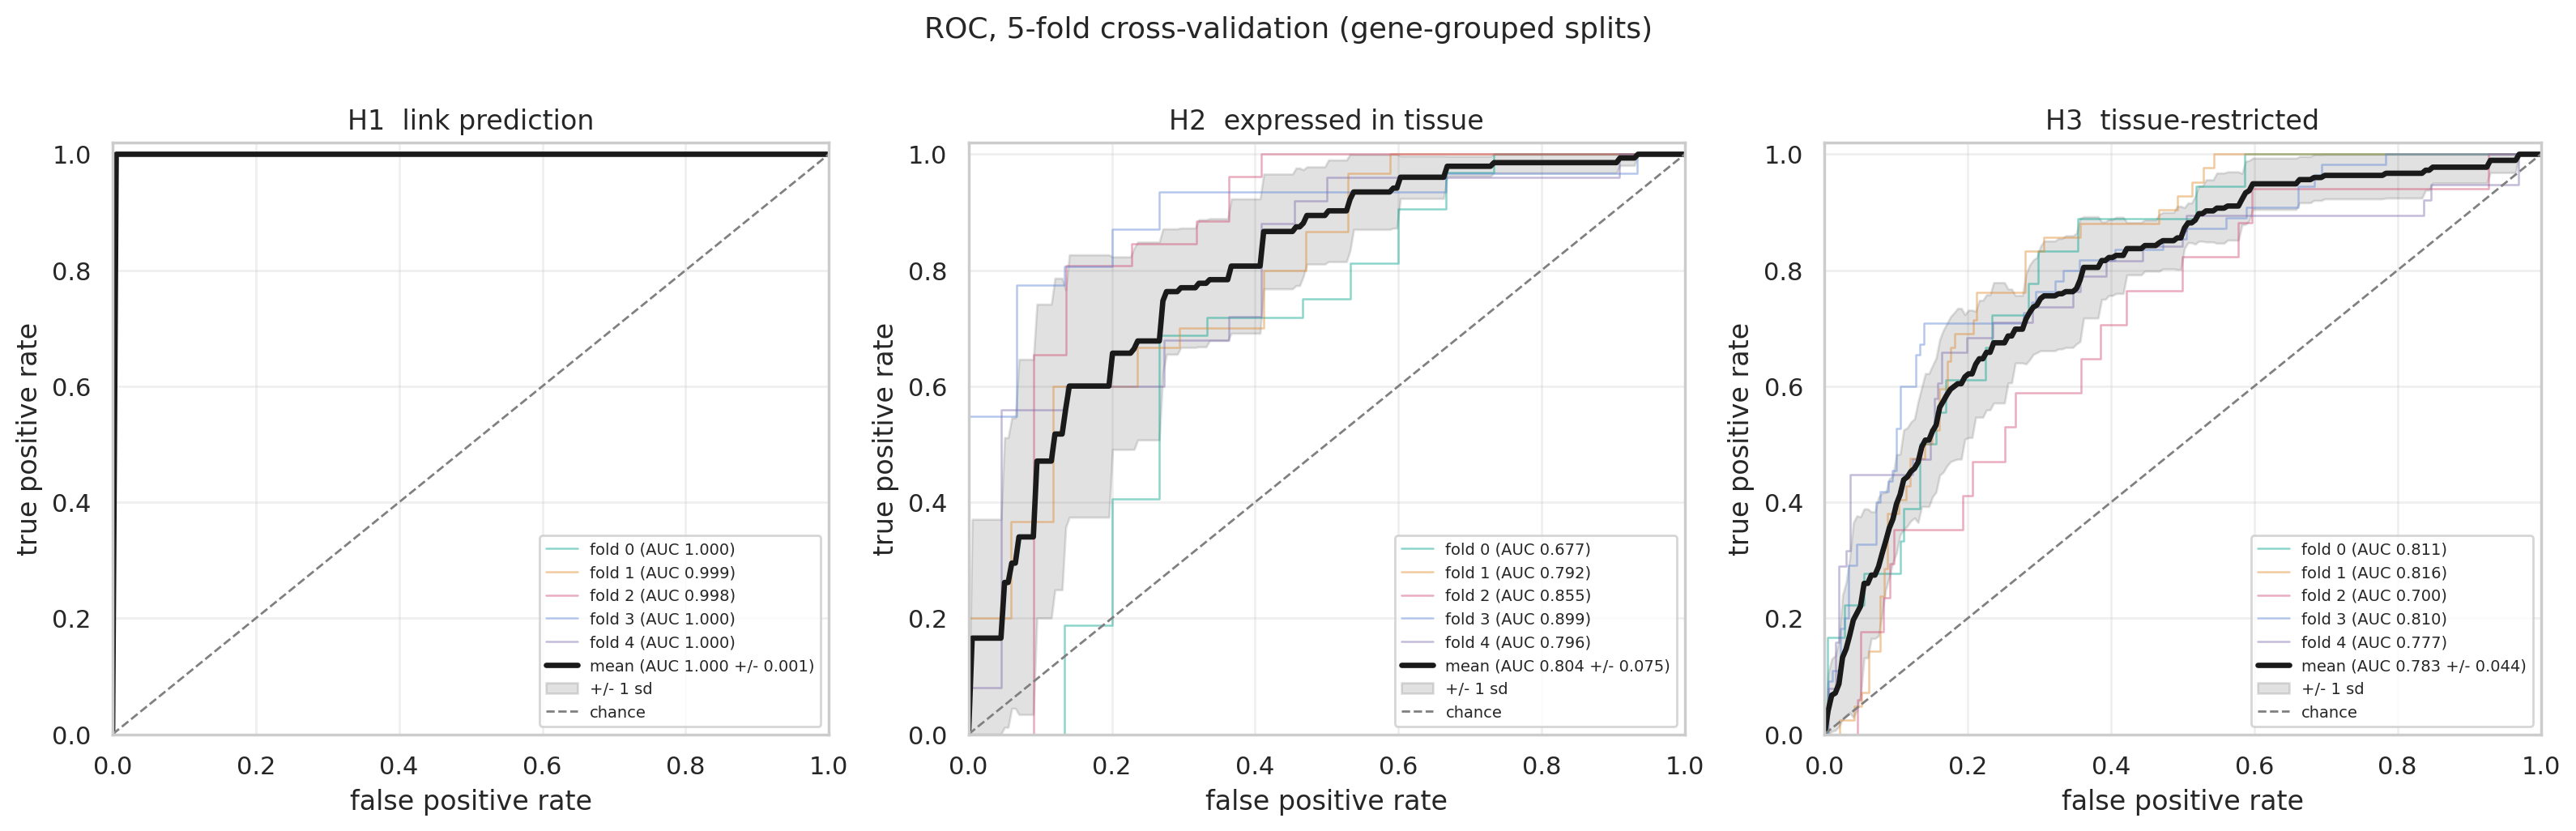 ROC, 5-fold cross-validation (gene-grouped splits)
H1  link prediction
true positive rate
1.0
0.8
0.6
0.4
0.2
0.0
0.0 0.2 0.4 0.6 0.8 1.0
false positive rate
fold 0 (AUC 1.000)
fold 1 (AUC 0.999)
fold 2 (AUC 0.998)
fold 3 (AUC 1.000)
fold 4 (AUC 1.000)
mean (AUC 1.000 +/- 0.001)
+/- 1 sd
chance
H2  expressed in tissue
true positive rate
1.0
0.8
0.6
0.4
0.2
0.0
0.0 0.2 0.4 0.6 0.8 1.0
false positive rate
fold 0 (AUC 0.677)
fold 1 (AUC 0.792)
fold 2 (AUC 0.855)
fold 3 (AUC 0.899)
fold 4 (AUC 0.796)
mean (AUC 0.804 +/- 0.075)
+/- 1 sd
chance
H3  tissue-restricted
true positive rate
1.0
0.8
0.6
0.4
0.2
0.0
0.0 0.2 0.4 0.6 0.8 1.0
false positive rate
fold 0 (AUC 0.811)
fold 1 (AUC 0.816)
fold 2 (AUC 0.700)
fold 3 (AUC 0.810)
fold 4 (AUC 0.777)
mean (AUC 0.783 +/- 0.044)
+/- 1 sd
chance